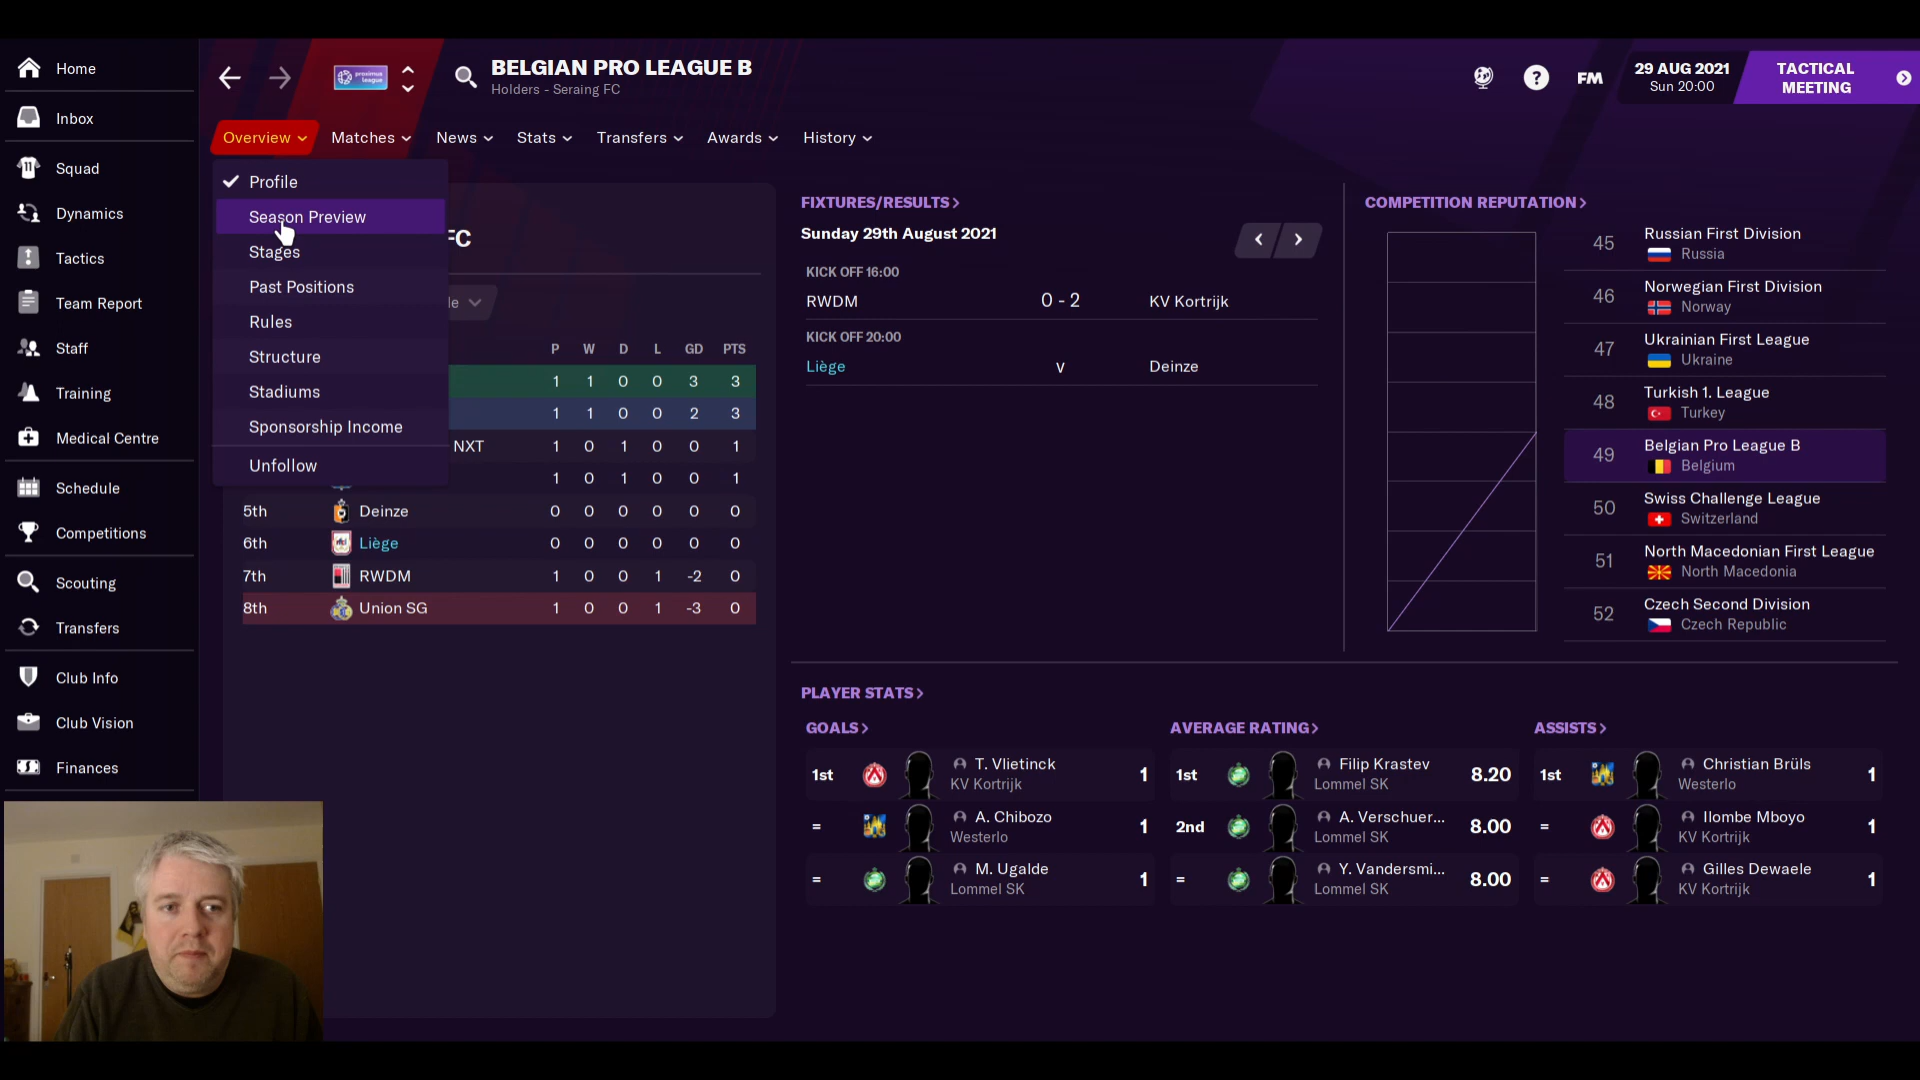 Home
Inbox
Squad
Dynamics
Tactics
Team Report
Staff
Training
Medical Centre
Schedule
Competitions
Scouting
Transfers
Club Info
Club Vision
Finances
proximus league
BELGIAN PRO LEAGUE B
Holders - Seraing FC
FM
29 AUG 2021
Sun 20:00
TACTICAL
MEETING
Overview
Matches
News
Stats
Transfers
Awards
History
Profile
Season Preview
Stages
Past Positions
Rules
Structure
Stadiums
Sponsorship Income
Unfollow
FC
le
P W D L GD PTS
1 1 0 0 3 3
1 1 0 0 2 3
NXT 1 0 1 0 0 1
1 0 1 0 0 1
5th Deinze 0 0 0 0 0 0
6th Liège 0 0 0 0 0 0
7th RWDM 1 0 0 1 -2 0
8th Union SG 1 0 0 1 -3 0
FIXTURES/RESULTS
Sunday 29th August 2021
KICK OFF 16:00
RWDM 0 - 2 KV Kortrijk
KICK OFF 20:00
Liège v Deinze
COMPETITION REPUTATION
45 Russian First Division
Russia
46 Norwegian First Division
Norway
47 Ukrainian First League
Ukraine
48 Turkish 1. League
Turkey
49 Belgian Pro League B
Belgium
50 Swiss Challenge League
Switzerland
51 North Macedonian First League
North Macedonia
52 Czech Second Division
Czech Republic
PLAYER STATS
GOALS
1st T. Vlietinck 1
KV Kortrijk
= A. Chibozo 1
Westerlo
= M. Ugalde 1
Lommel SK
AVERAGE RATING
1st Filip Krastev 8.20
Lommel SK
2nd A. Verschuer... 8.00
Lommel SK
= Y. Vandersmi... 8.00
Lommel SK
ASSISTS
1st Christian Brüls 1
Westerlo
= Ilombe Mboyo 1
KV Kortrijk
= Gilles Dewaele 1
KV Kortrijk